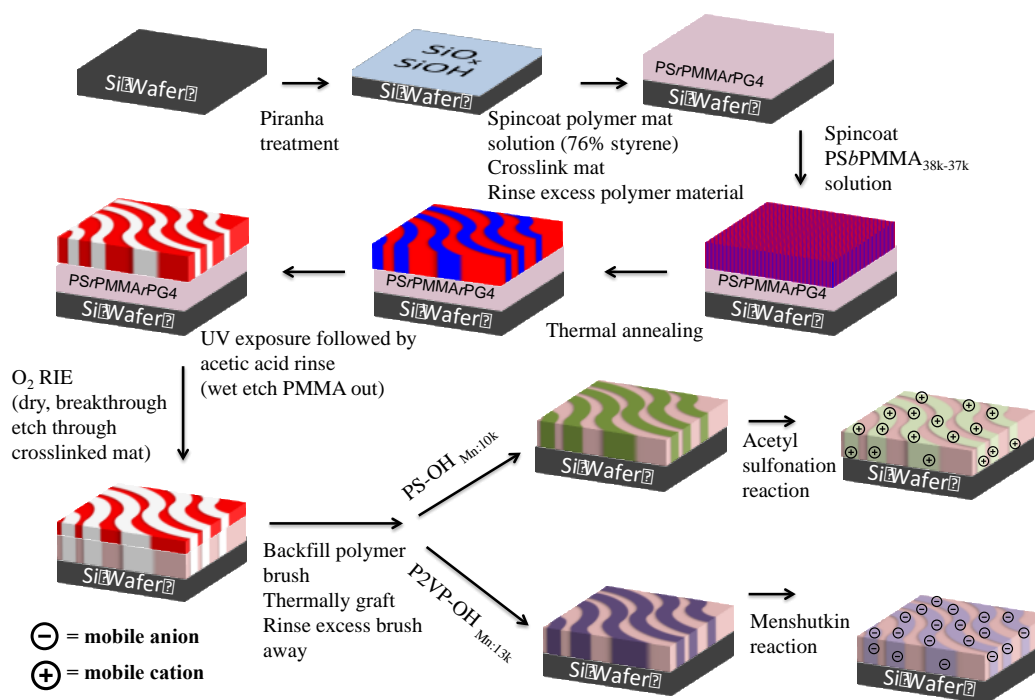 Si⍰Wafer⍰
SiOₓ
SiOH
Si⍰Wafer⍰
PSrPMMArPG4
Si⍰Wafer⍰
Piranha
treatment
Spincoat polymer mat
solution (76% styrene)
Crosslink mat
Rinse excess polymer material
Spincoat
PSbPMMA₃₈ₖ₋₃₇ₖ
solution
PSrPMMArPG4
Si⍰Wafer⍰
PSrPMMArPG4
Si⍰Wafer⍰
PSrPMMArPG4
Si⍰Wafer⍰
Thermal annealing
UV exposure followed by
acetic acid rinse
(wet etch PMMA out)
O₂ RIE
(dry, breakthrough
etch through
crosslinked mat)
Si⍰Wafer⍰
Backfill polymer
brush
Thermally graft
Rinse excess brush
away
PS-OH Mn:10k
Si⍰Wafer⍰
Acetyl
sulfonation
reaction
Si⍰Wafer⍰
P2VP-OH Mn:13k
Si⍰Wafer⍰
Menshutkin
reaction
Si⍰Wafer⍰
⊖ = mobile anion
⊕ = mobile cation